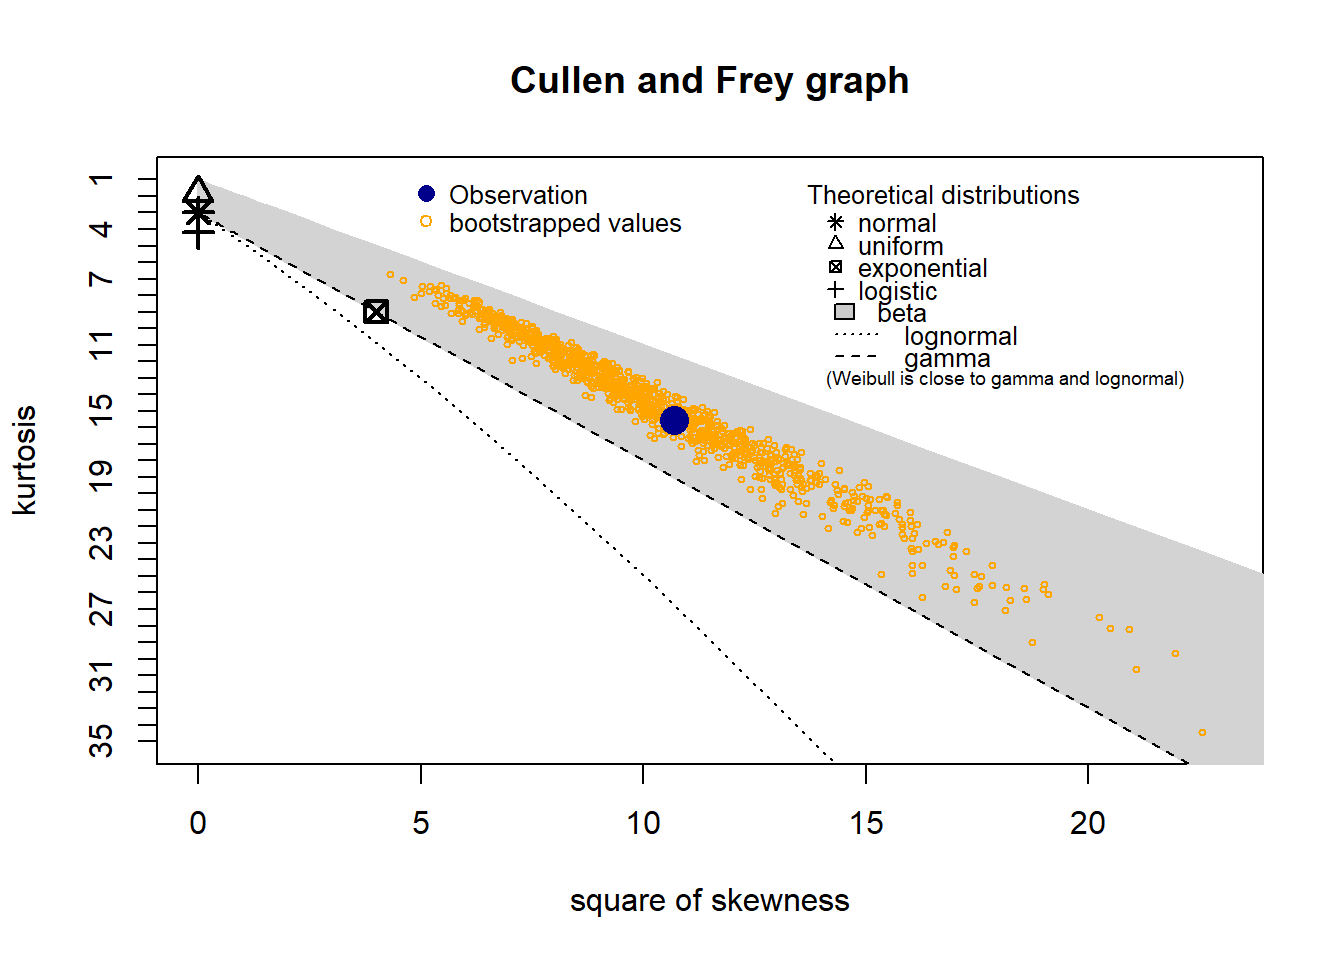 Cullen and Frey graph
Observation
bootstrapped values
Theoretical distributions
normal
uniform
exponential
logistic
beta
lognormal
gamma
(Weibull is close to gamma and lognormal)
kurtosis
1
4
7
11
15
19
23
27
31
35
0 5 10 15 20
square of skewness